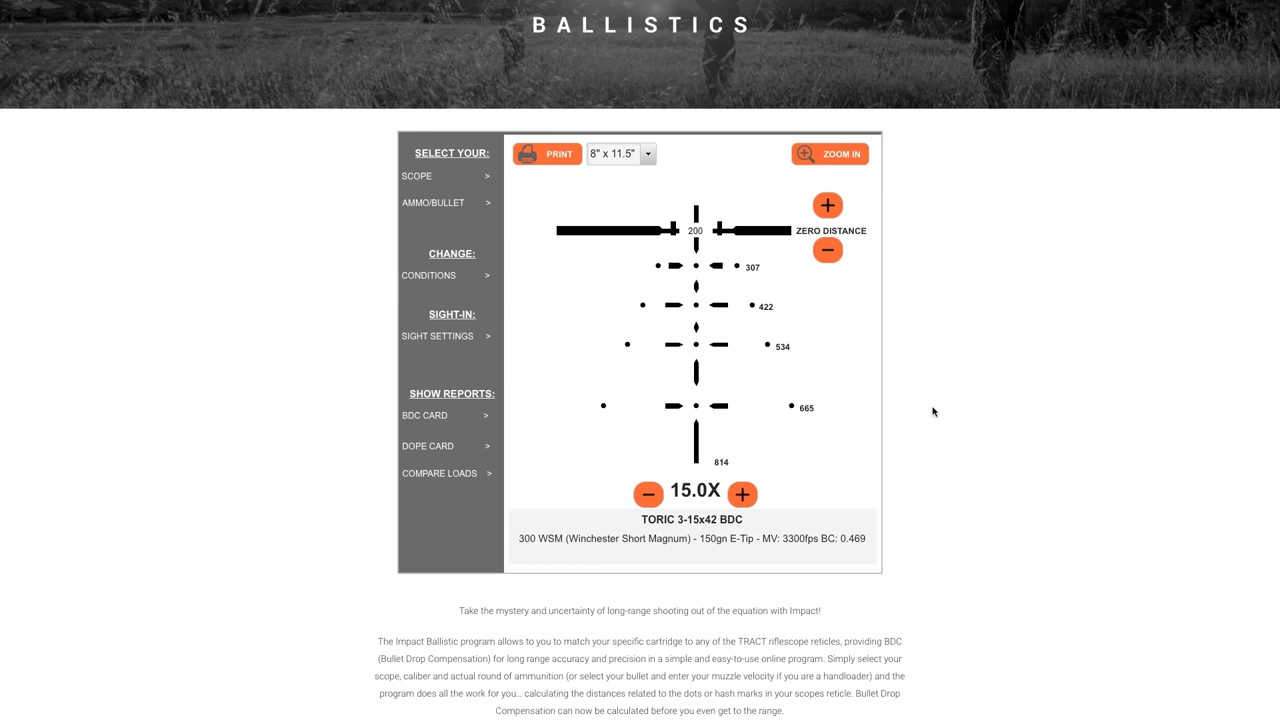 BALLISTICS
SELECT YOUR:
SCOPE >
AMMO/BULLET >
CHANGE:
CONDITIONS >
SIGHT-IN:
SIGHT SETTINGS >
SHOW REPORTS:
BDC CARD >
DOPE CARD >
COMPARE LOADS >
PRINT
8" x 11.5"
ZOOM IN
+
200
ZERO DISTANCE
−
307
422
534
665
814
− 15.0X +
TORIC 3-15x42 BDC
300 WSM (Winchester Short Magnum) - 150gn E-Tip - MV: 3300fps BC: 0.469
Take the mystery and uncertainty of long-range shooting out of the equation with Impact!
The Impact Ballistic program allows to you to match your specific cartridge to any of the TRACT riflescope reticles, providing BDC
(Bullet Drop Compensation) for long range accuracy and precision in a simple and easy-to-use online program. Simply select your
scope, caliber and actual round of ammunition (or select your bullet and enter your muzzle velocity if you are a handloader) and the
program does all the work for you... calculating the distances related to the dots or hash marks in your scopes reticle. Bullet Drop
Compensation can now be calculated before you even get to the range.